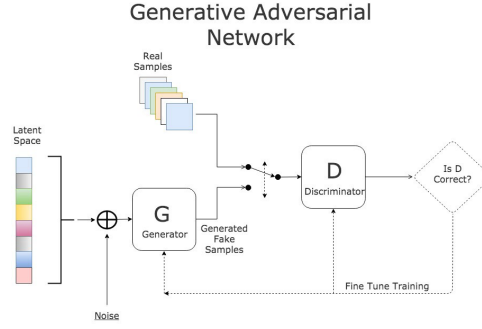 Generative Adversarial
Network
Real
Samples
Latent
Space
G
Generator
Generated
Fake
Samples
D
Discriminator
Is D
Correct?
Fine Tune Training
Noise